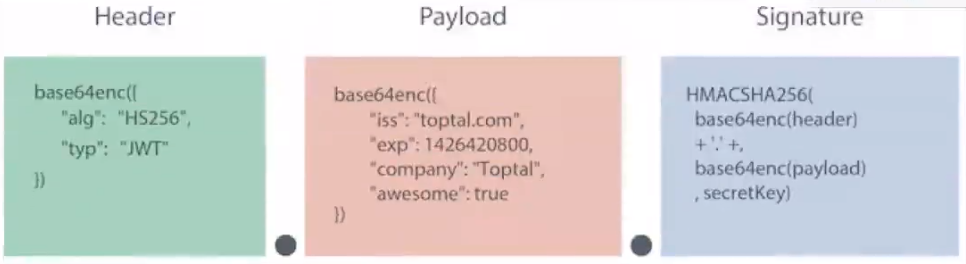 Header
base64enc({
"alg": "HS256",
"typ": "JWT"
})
Payload
base64enc({
"iss": "toptal.com",
"exp": 1426420800,
"company": "Toptal",
"awesome": true
})
Signature
HMACSHA256(
base64enc(header)
+ '.' +,
base64enc(payload)
, secretKey)